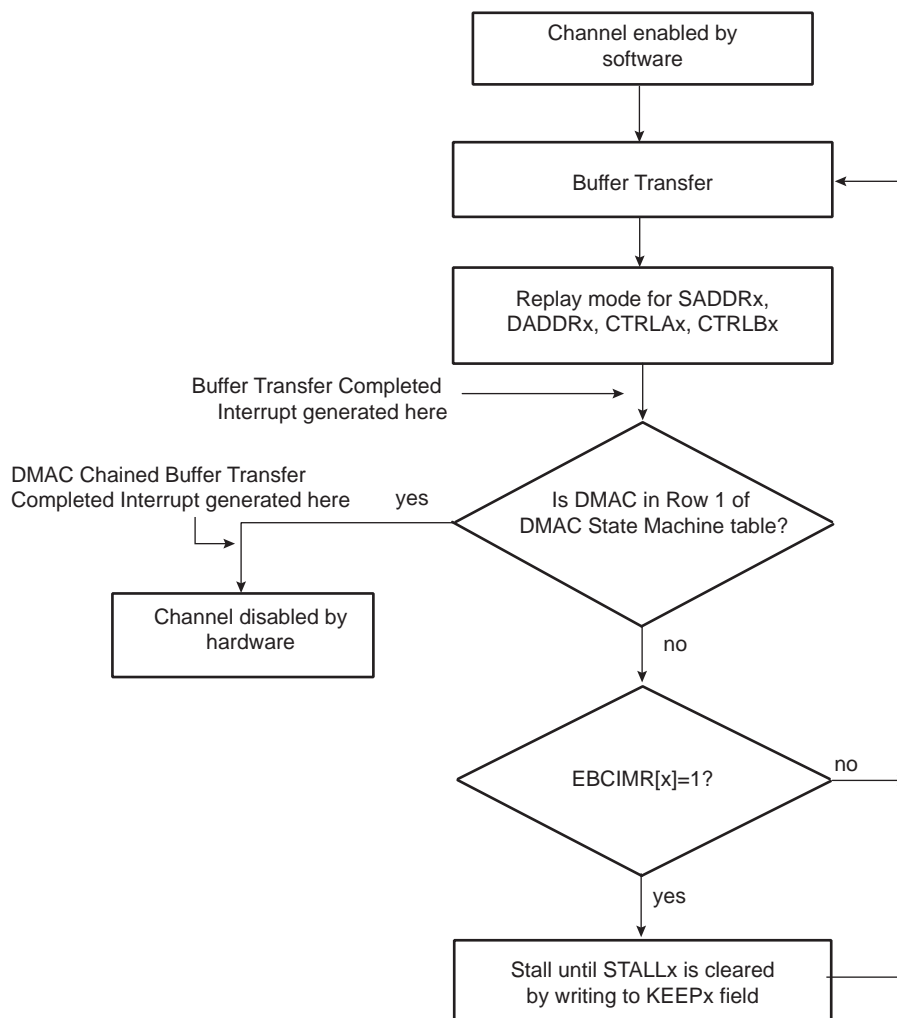 Channel enabled by
software
Buffer Transfer
Replay mode for SADDRx,
DADDRx, CTRLAx, CTRLBx
Buffer Transfer Completed
Interrupt generated here
DMAC Chained Buffer Transfer
Completed Interrupt generated here
yes
Is DMAC in Row 1 of
DMAC State Machine table?
Channel disabled by
hardware
no
EBCIMR[x]=1?
no
yes
Stall until STALLx is cleared
by writing to KEEPx field